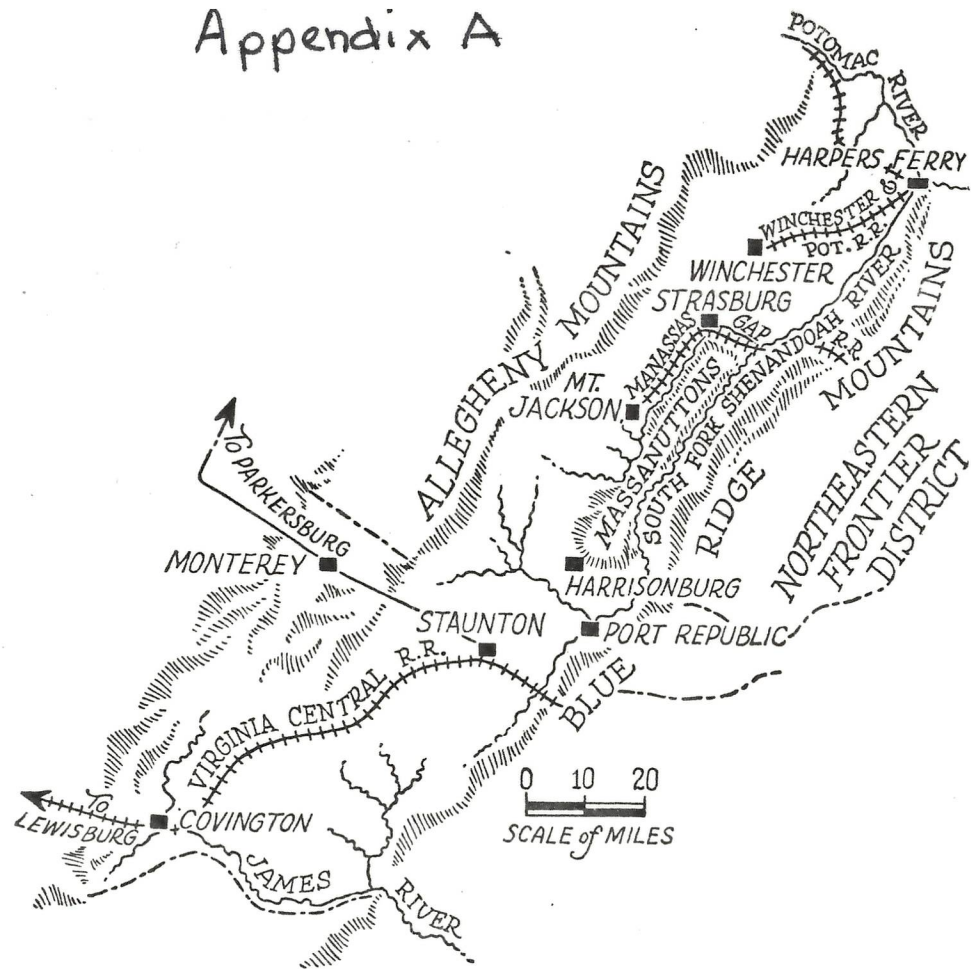 Appendix A
POTOMAC RIVER
HARPERS FERRY
WINCHESTER &
POT. R.R.
WINCHESTER
STRASBURG
MANASSAS GAP R.R.
MT.
JACKSON
MASSANUTTONS
SOUTH FORK SHENANDOAH RIVER
ALLEGHENY MOUNTAINS
BLUE RIDGE MOUNTAINS
NORTHEASTERN
FRONTIER
DISTRICT
To PARKERSBURG
MONTEREY
HARRISONBURG
STAUNTON
PORT REPUBLIC
VIRGINIA CENTRAL R.R.
To
LEWISBURG
COVINGTON
JAMES RIVER
0 10 20
SCALE of MILES